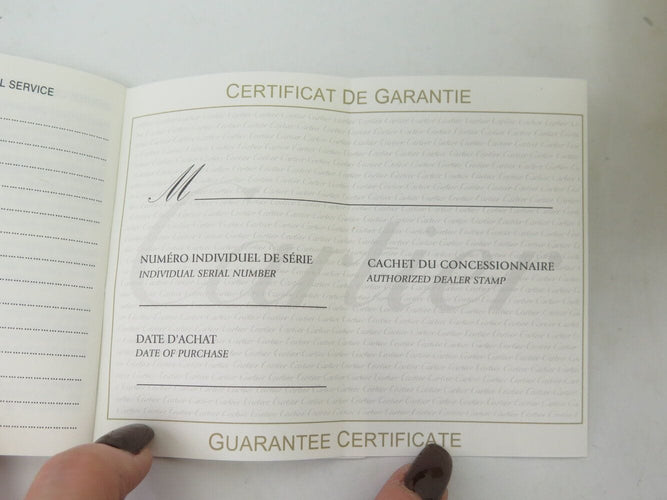 L SERVICE
CERTIFICAT DE GARANTIE
M
Cartier
NUMÉRO INDIVIDUEL DE SÉRIE
INDIVIDUAL SERIAL NUMBER
CACHET DU CONCESSIONNAIRE
AUTHORIZED DEALER STAMP
DATE D'ACHAT
DATE OF PURCHASE
GUARANTEE CERTIFICATE